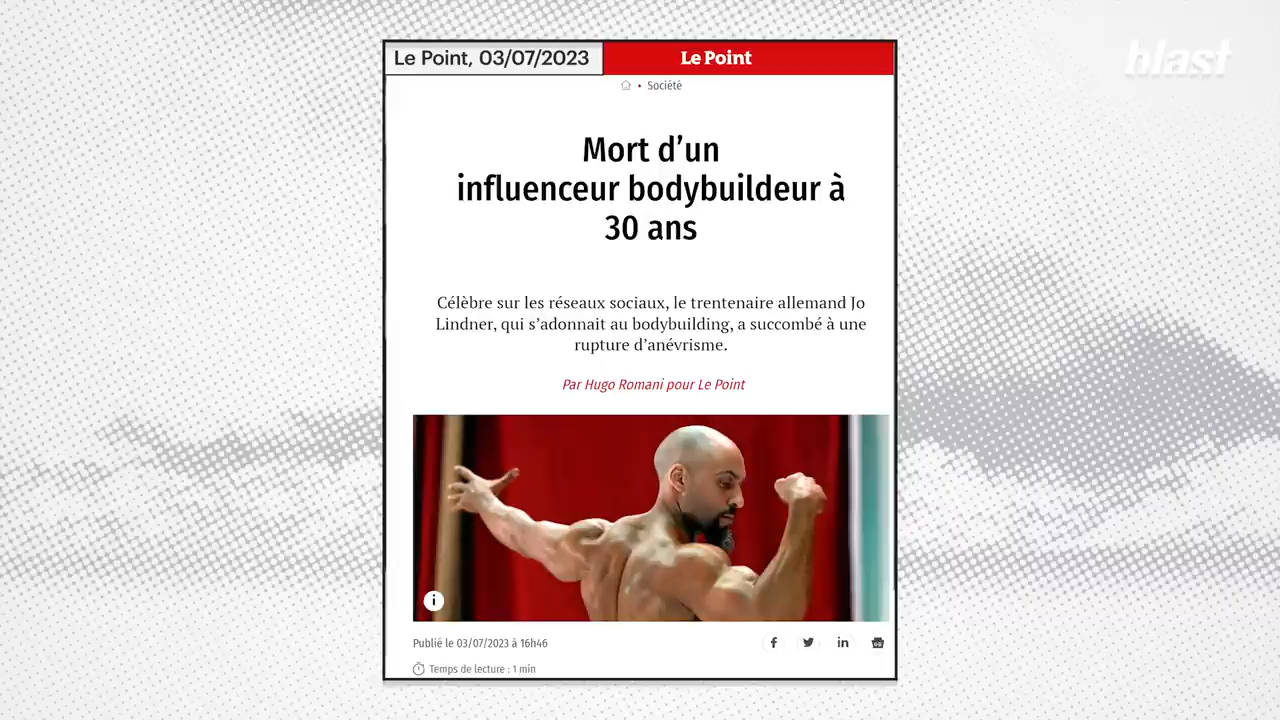 Le Point, 03/07/2023
Le Point
blast
• Société
Mort d’un
influenceur bodybuildeur à
30 ans
Célèbre sur les réseaux sociaux, le trentenaire allemand Jo
Lindner, qui s’adonnait au bodybuilding, a succombé à une
rupture d’anévrisme.
Par Hugo Romani pour Le Point
i
Publié le 03/07/2023 à 16h46
Temps de lecture : 1 min